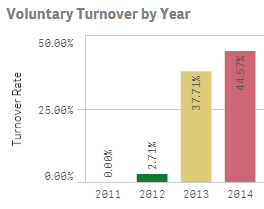 Voluntary Turnover by Year
Turnover Rate
50.00%
25.00%
0.00%
0.00%
2.71%
37.71%
44.57%
2011 2012 2013 2014